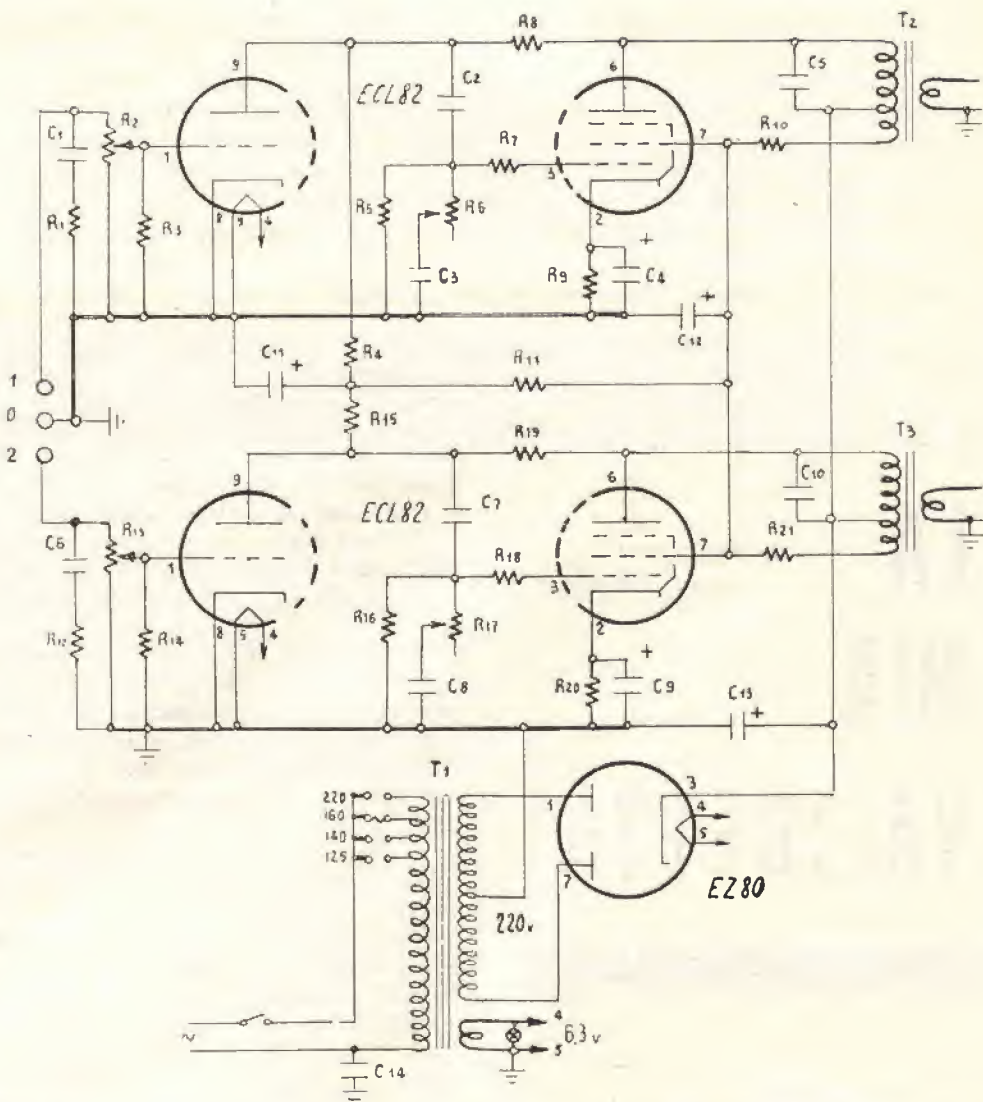 R8
T2
9
6
C2
C5
ECL82
C1
R2
R10
1
R7
3
7
R5
R6
R1
R3
8
5
4
2
+
C3
R9
C4
C12
+
R4
C11
+
R11
1
0
2
R15
R19
T3
9
6
C7
C10
ECL82
C6
R13
R21
1
R18
3
7
R16
R17
R12
R14
8
5
4
2
+
C8
R20
C9
C13
+
T1
220
160
140
125
1
3
4
5
7
EZ80
220v
4
6,3 v
5
~
C14